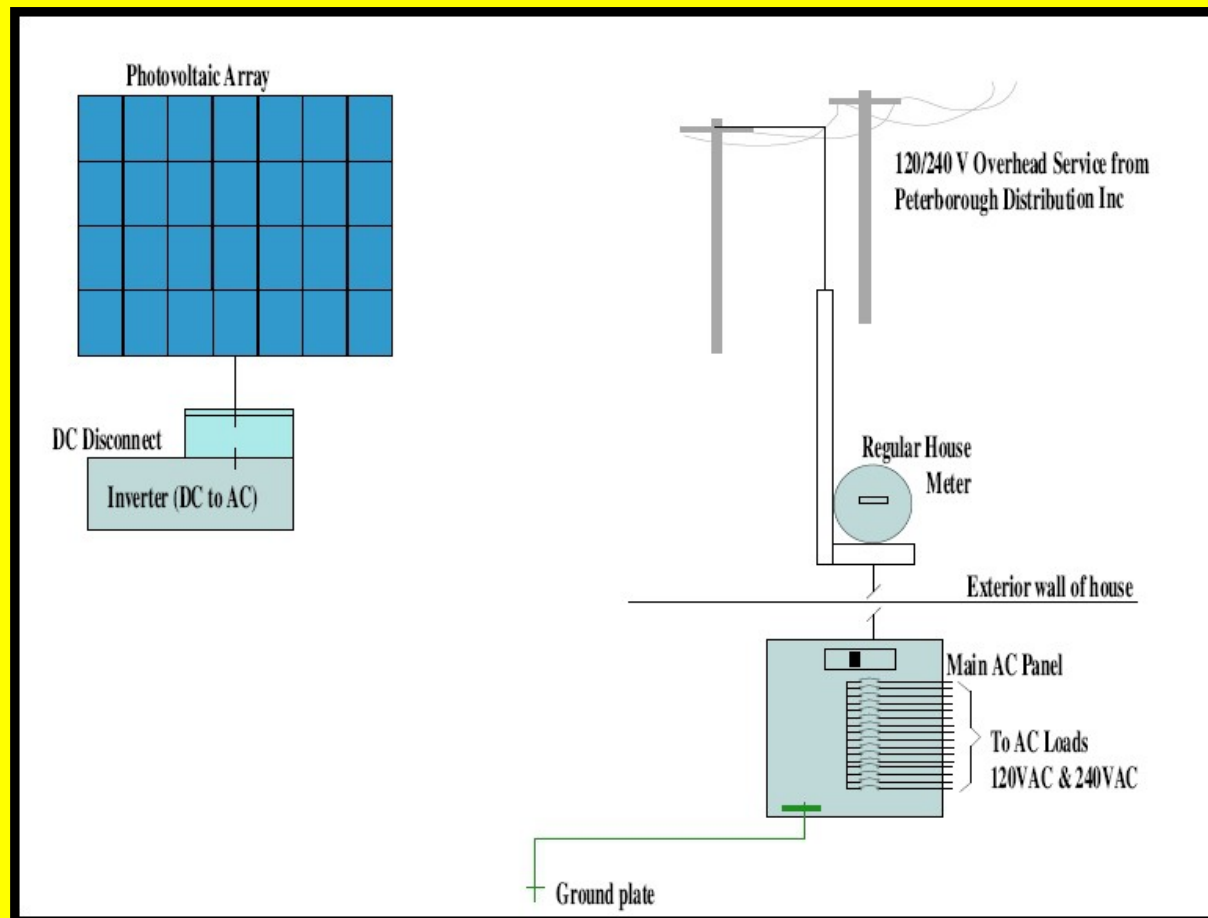 Photovoltaic Array
120/240 V Overhead Service from
Peterborough Distribution Inc
DC Disconnect
Inverter (DC to AC)
Regular House
Meter
Exterior wall of house
Main AC Panel
To AC Loads
120VAC & 240VAC
Ground plate